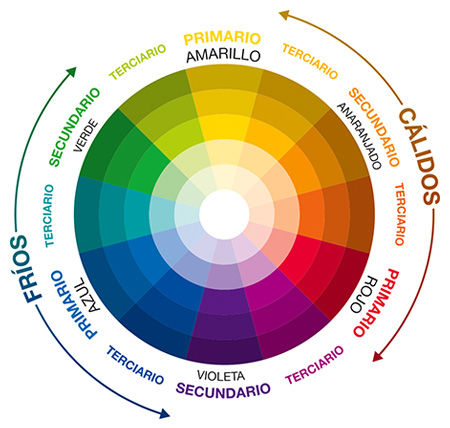 PRIMARIO
AMARILLO
TERCIARIO
SECUNDARIO
ANARANJADO
CÁLIDOS
TERCIARIO
PRIMARIO
ROJO
TERCIARIO
VIOLETA
SECUNDARIO
TERCIARIO
PRIMARIO
AZUL
FRÍOS
TERCIARIO
SECUNDARIO
VERDE
TERCIARIO